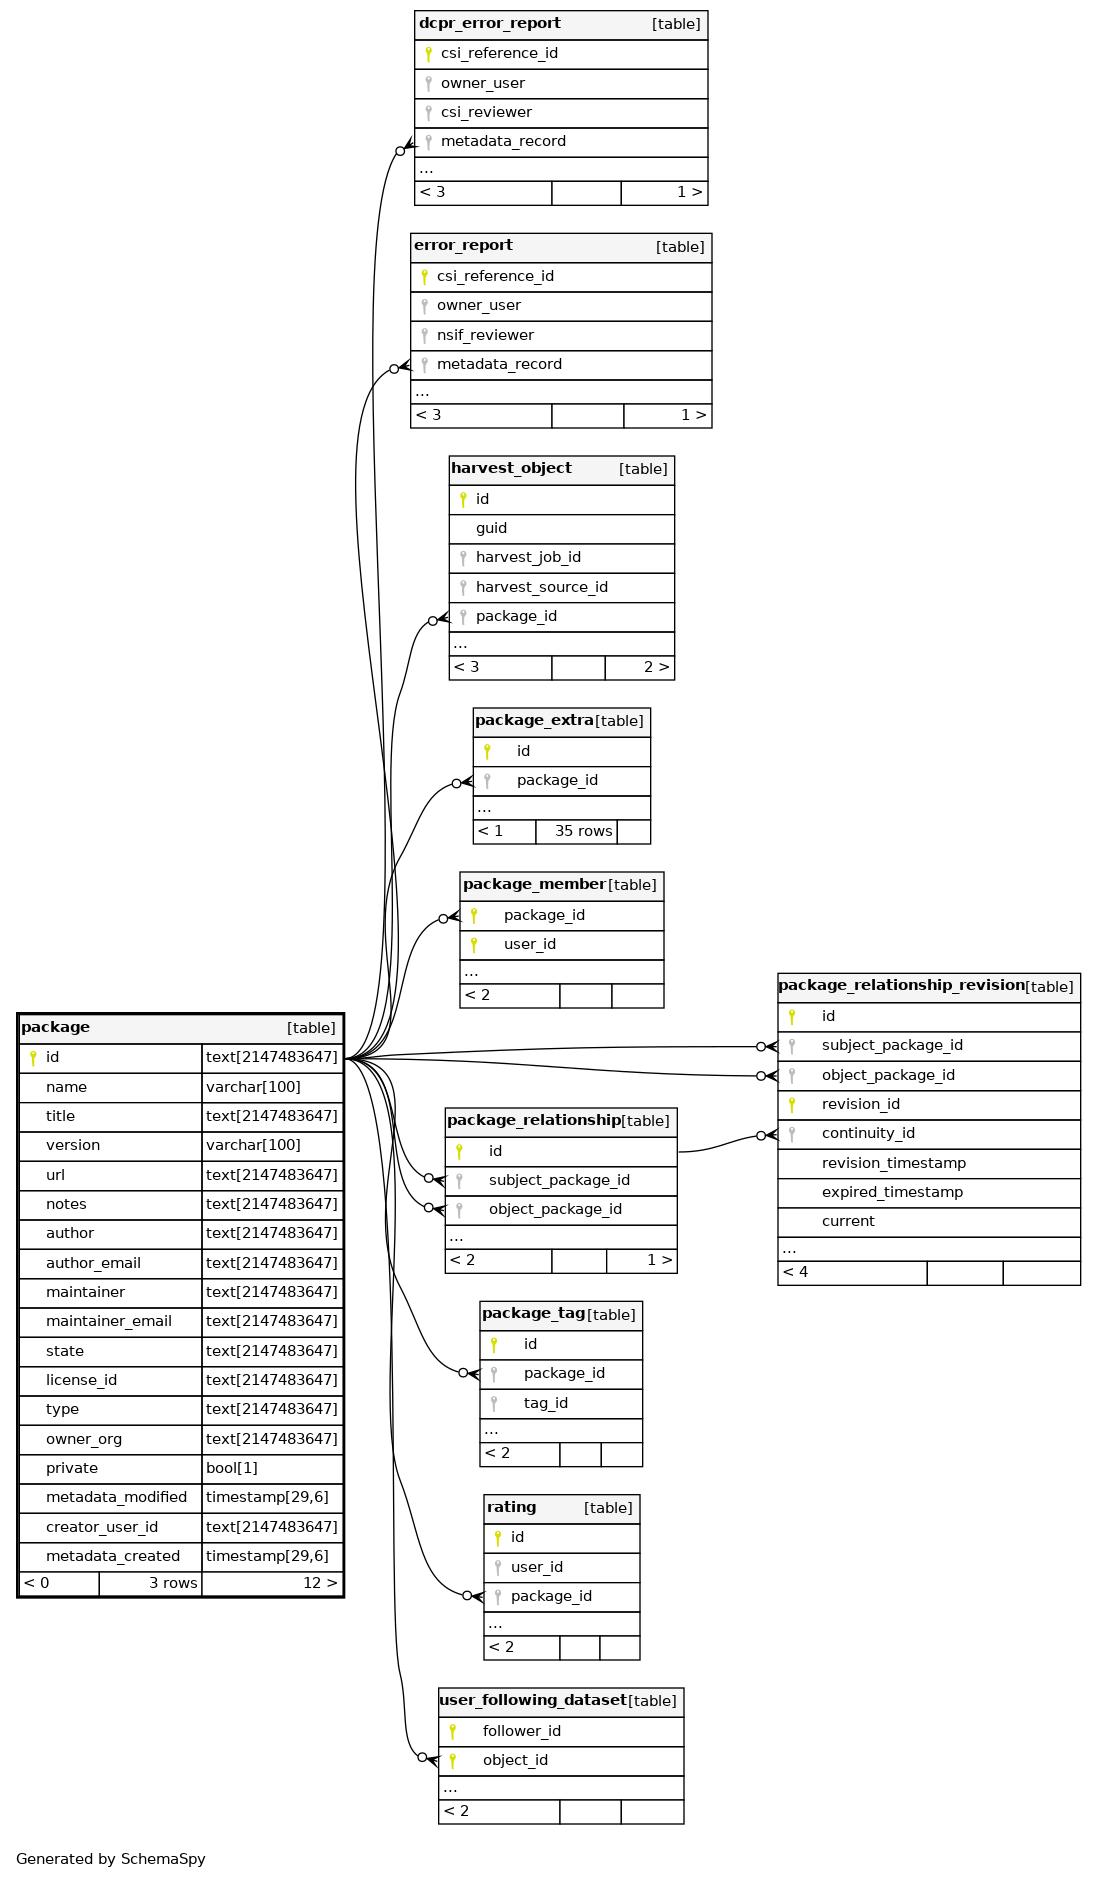 dcpr_error_report [table]
csi_reference_id
owner_user
csi_reviewer
metadata_record
...
< 3 1 >
error_report [table]
csi_reference_id
owner_user
nsif_reviewer
metadata_record
...
< 3 1 >
harvest_object [table]
id
guid
harvest_job_id
harvest_source_id
package_id
...
< 3 2 >
package_extra [table]
id
package_id
...
< 1 35 rows
package_member [table]
package_id
user_id
...
< 2
package_relationship_revision [table]
id
subject_package_id
object_package_id
revision_id
continuity_id
revision_timestamp
expired_timestamp
current
...
< 4
package [table]
id text[2147483647]
name varchar[100]
title text[2147483647]
version varchar[100]
url text[2147483647]
notes text[2147483647]
author text[2147483647]
author_email text[2147483647]
maintainer text[2147483647]
maintainer_email text[2147483647]
state text[2147483647]
license_id text[2147483647]
type text[2147483647]
owner_org text[2147483647]
private bool[1]
metadata_modified timestamp[29,6]
creator_user_id text[2147483647]
metadata_created timestamp[29,6]
< 0 3 rows 12 >
package_relationship [table]
id
subject_package_id
object_package_id
...
< 2 1 >
package_tag [table]
id
package_id
tag_id
...
< 2
rating [table]
id
user_id
package_id
...
< 2
user_following_dataset [table]
follower_id
object_id
...
< 2
Generated by SchemaSpy